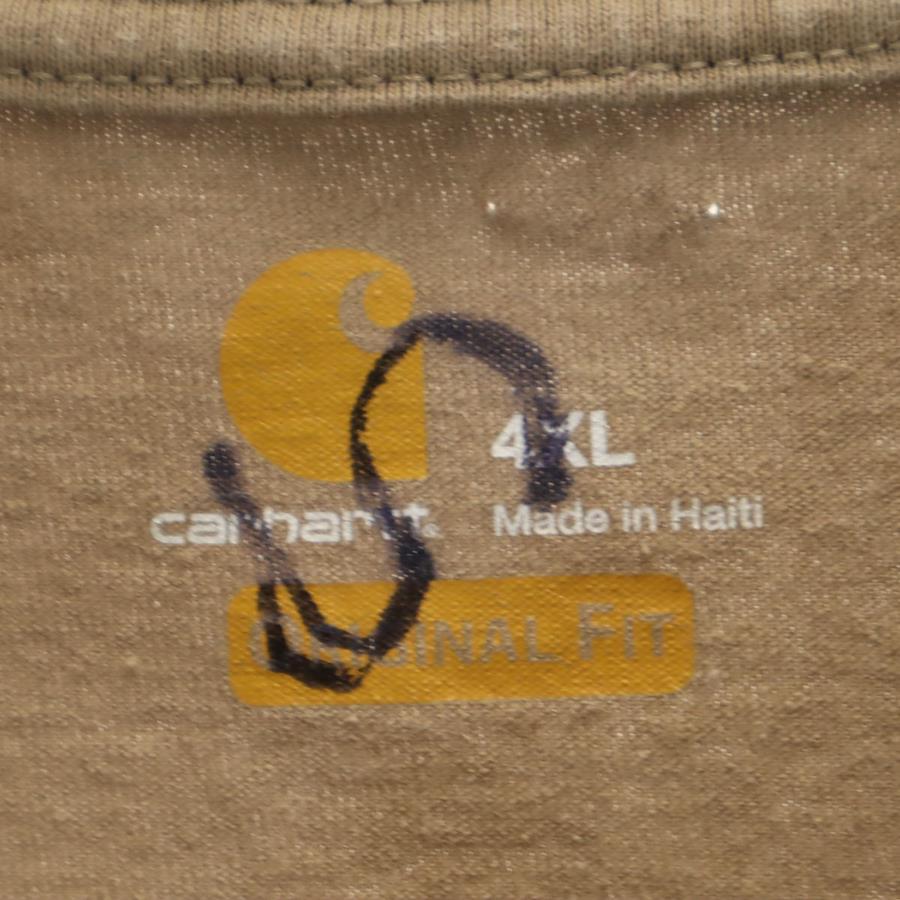 4XL
carhartt
Made in Haiti
ORIGINAL FIT